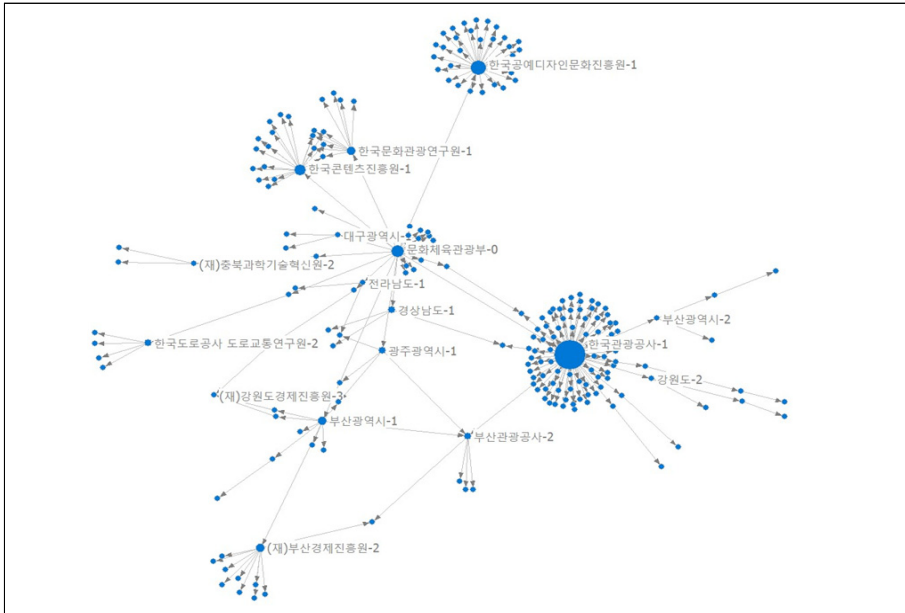 한국공예디자인문화진흥원-1
한국문화관광연구원-1
한국콘텐츠진흥원-1
대구광역시-1
문화체육관광부-0
(재)중북과학기술혁신원-2
전라남도-1
경상남도-1
부산광역시-2
한국도로공사 도로교통연구원-2
한국관광공사-1
광주광역시-1
강원도-2
(재)강원도경제진흥원-3
부산광역시-1
부산관광공사-2
(재)부산경제진흥원-2